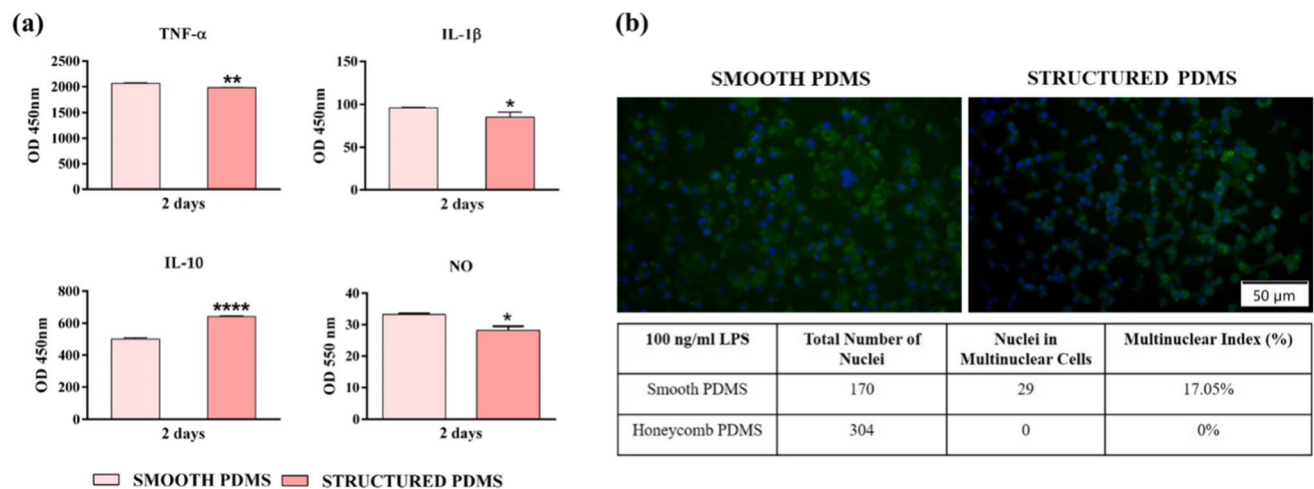 (a)
TNF-α
2500
2000
1500
1000
500
0
OD 450nm
**
2 days
IL-1β
150
100
50
0
OD 450nm
*
2 days
IL-10
800
600
400
200
0
OD 450nm
****
2 days
NO
40
30
20
10
0
OD 550 nm
*
2 days
SMOOTH PDMS STRUCTURED PDMS
(b)
SMOOTH PDMS STRUCTURED PDMS
50 µm
100 ng/ml LPS
Total Number of
Nuclei
Nuclei in
Multinuclear Cells
Multinuclear Index (%)
Smooth PDMS 170 29 17.05%
Honeycomb PDMS 304 0 0%